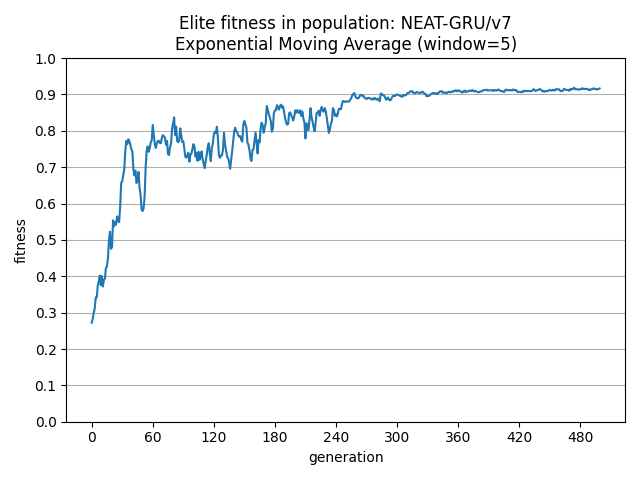 Elite fitness in population: NEAT-GRU/v7
Exponential Moving Average (window=5)
1.0
0.9
0.8
0.7
0.6
0.5
0.4
0.3
0.2
0.1
0.0
fitness
0 60 120 180 240 300 360 420 480
generation